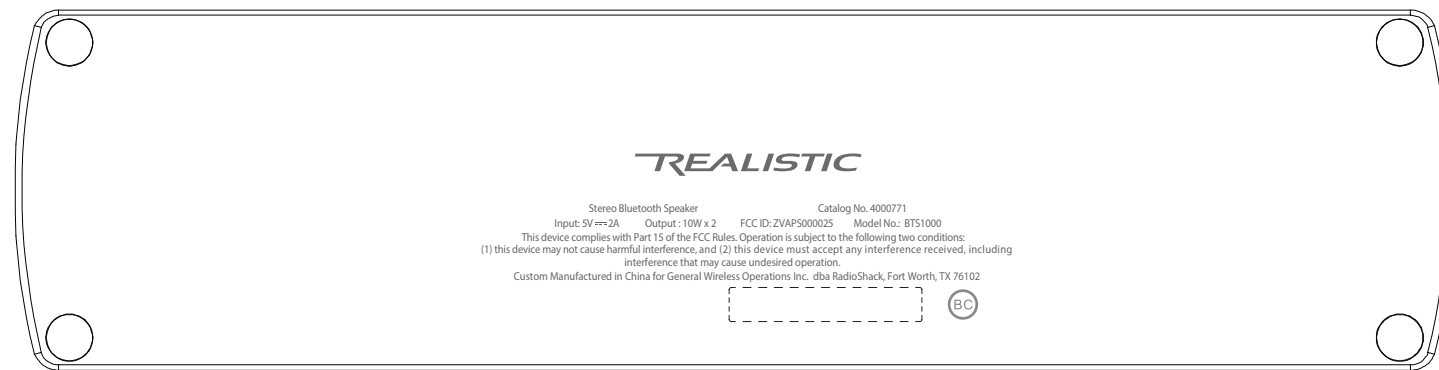 REALISTIC
Stereo Bluetooth Speaker Catalog No. 4000771
Input: 5V⎓2A Output : 10W x 2 FCC ID: ZVAPS000025 Model No.: BTS1000
This device complies with Part 15 of the FCC Rules. Operation is subject to the following two conditions:
(1) this device may not cause harmful interference, and (2) this device must accept any interference received, including
interference that may cause undesired operation.
Custom Manufactured in China for General Wireless Operations Inc. dba RadioShack, Fort Worth, TX 76102
BC